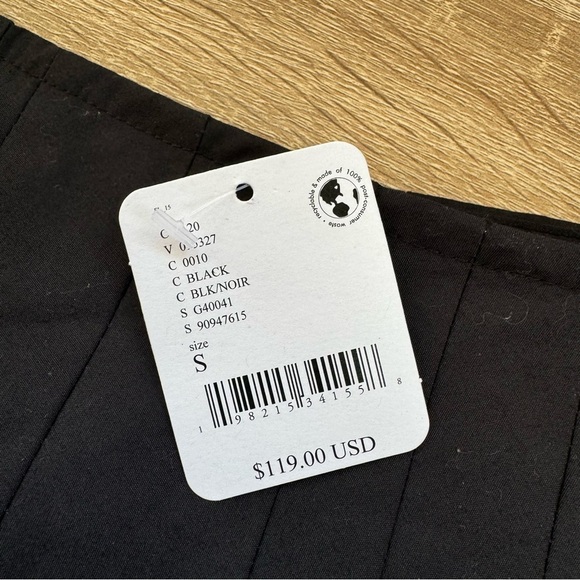 recyclable & made of 100% post-consumer waste
C 0010
C BLACK
C BLK/NOIR
S G40041
S 90947615
size
S
1 98215 34155 8
$119.00 USD